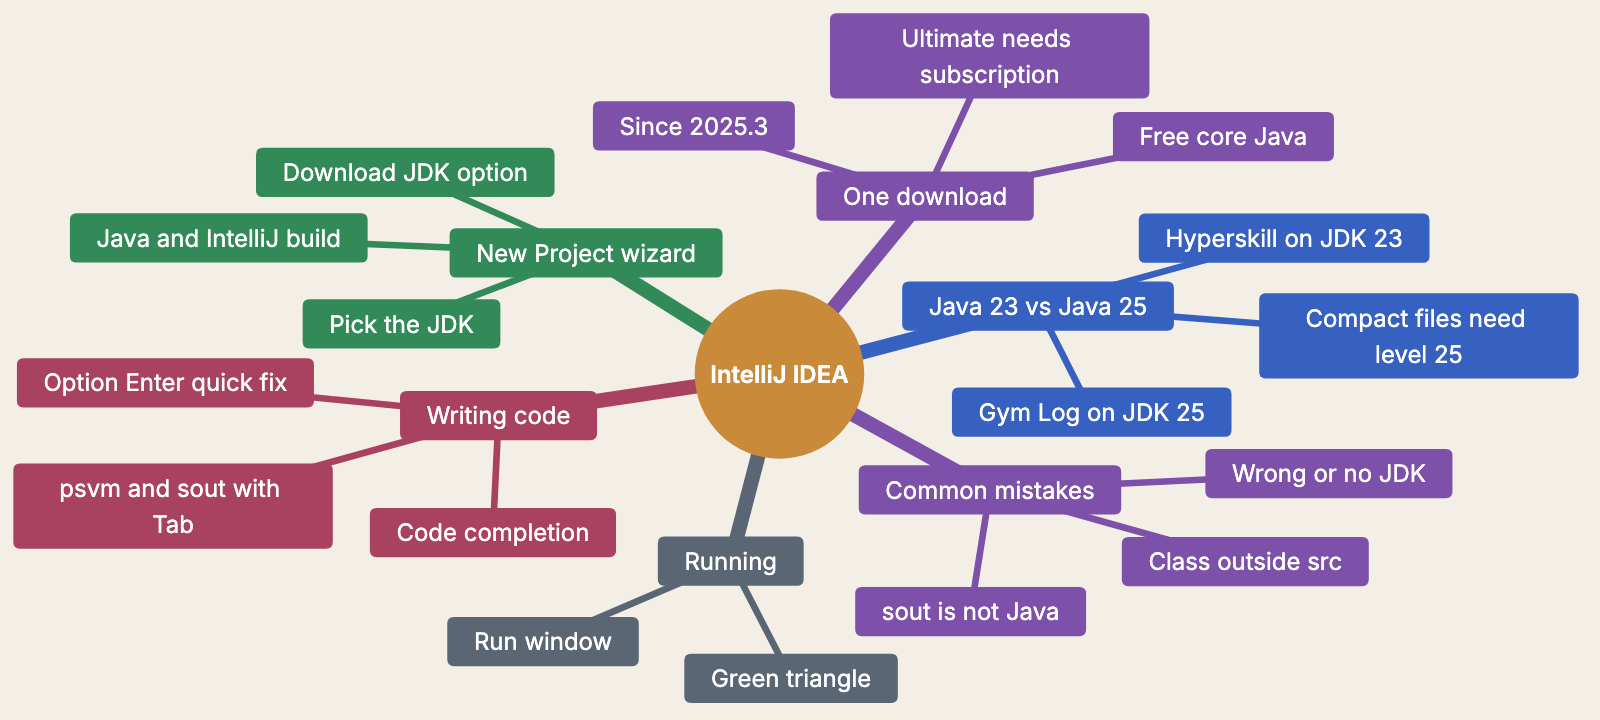 Ultimate needs
subscription
Since 2025.3
Free core Java
One download
Download JDK option
Java and IntelliJ build
New Project wizard
Pick the JDK
Hyperskill on JDK 23
Java 23 vs Java 25
Compact files need
level 25
Gym Log on JDK 25
IntelliJ IDEA
Option Enter quick fix
Writing code
psvm and sout with
Tab
Code completion
Common mistakes
Wrong or no JDK
Class outside src
sout is not Java
Running
Run window
Green triangle